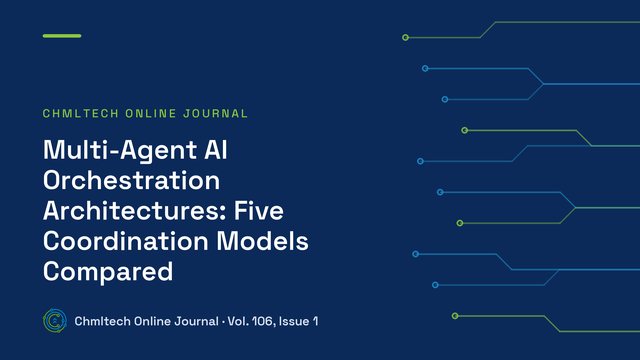 CHMLTECH ONLINE JOURNAL
Multi-Agent AI
Orchestration
Architectures: Five
Coordination Models
Compared
Chmltech Online Journal · Vol. 106, Issue 1